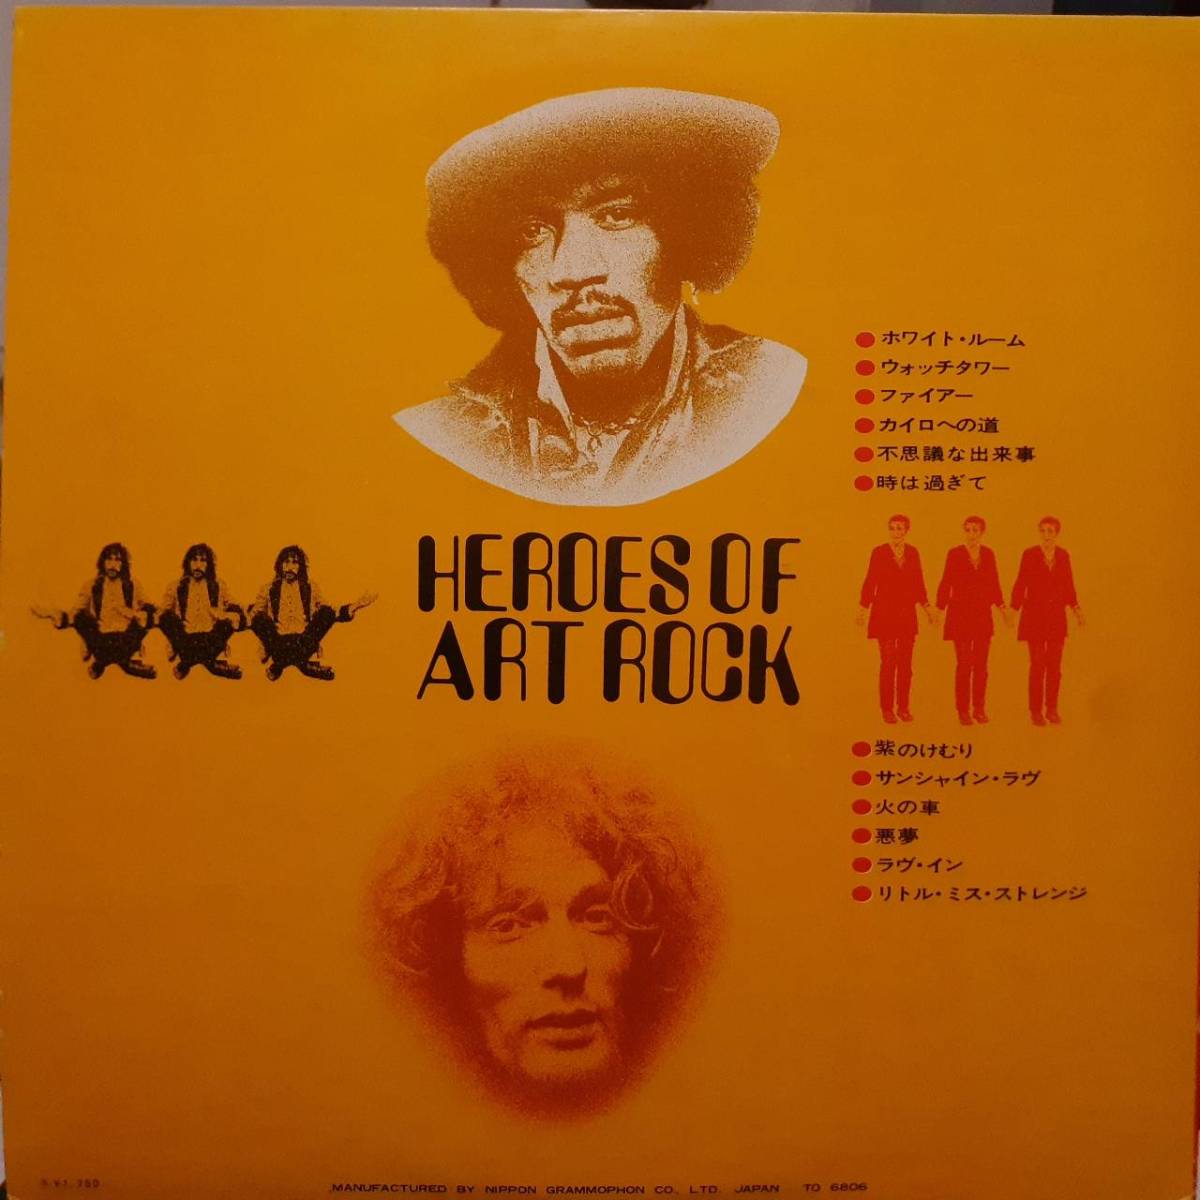 ホワイト・ルーム
ウォッチタワー
ファイアー
カイロへの道
不思議な出来事
時は過ぎて
HEROES OF
ART ROCK
紫のけむり
サンシャイン・ラヴ
火の車
悪夢
ラヴ・イン
リトル・ミス・ストレンジ
MANUFACTURED BY NIPPON GRAMMOPHON CO., LTD. JAPAN TO 6806